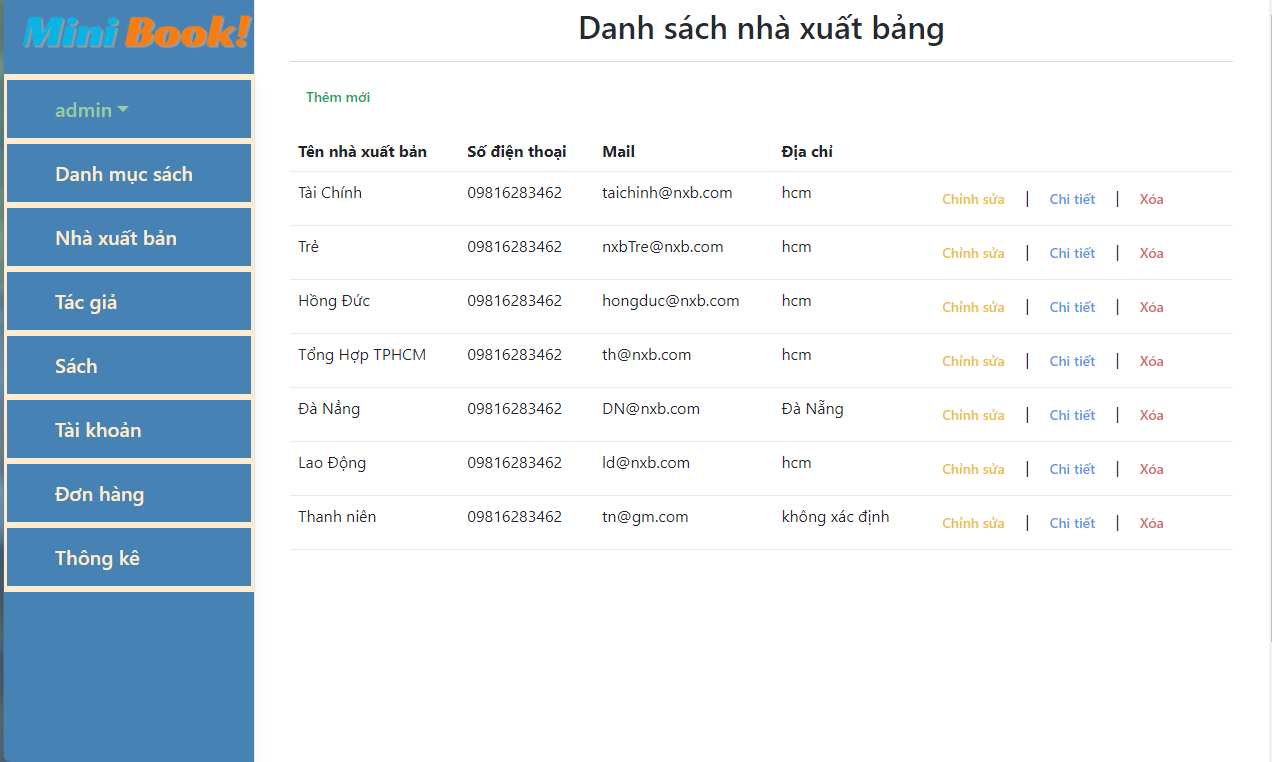 Mini Book!
admin
Danh mục sách
Nhà xuất bản
Tác giả
Sách
Tài khoản
Đơn hàng
Thông kê
Danh sách nhà xuất bảng
Thêm mới
Tên nhà xuất bản Số điện thoại Mail Địa chỉ
Tài Chính 09816283462 taichinh@nxb.com hcm Chỉnh sửa | Chi tiết | Xóa
Trẻ 09816283462 nxbTre@nxb.com hcm Chỉnh sửa | Chi tiết | Xóa
Hồng Đức 09816283462 hongduc@nxb.com hcm Chỉnh sửa | Chi tiết | Xóa
Tổng Hợp TPHCM 09816283462 th@nxb.com hcm Chỉnh sửa | Chi tiết | Xóa
Đà Nẳng 09816283462 DN@nxb.com Đà Nẵng Chỉnh sửa | Chi tiết | Xóa
Lao Động 09816283462 ld@nxb.com hcm Chỉnh sửa | Chi tiết | Xóa
Thanh niên 09816283462 tn@gm.com không xác định Chỉnh sửa | Chi tiết | Xóa